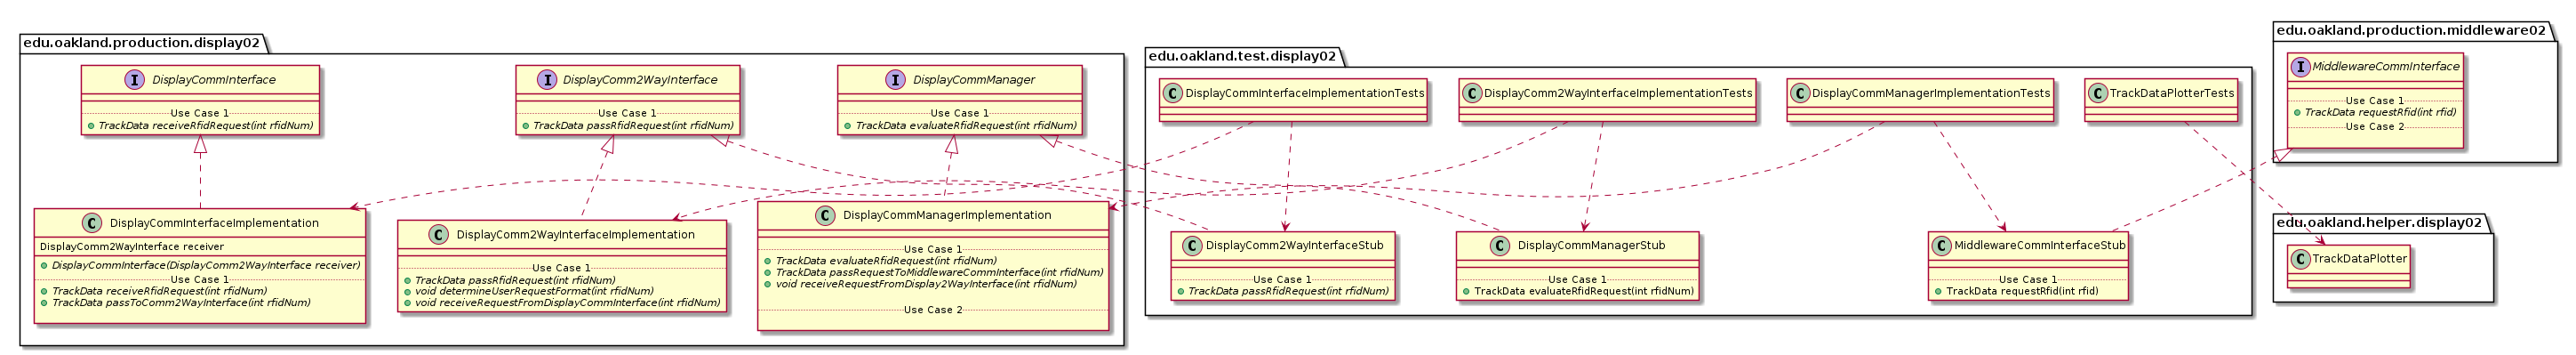 edu.oakland.production.display02
I DisplayCommInterface
Use Case 1
TrackData receiveRfidRequest(int rfidNum)
I DisplayComm2WayInterface
Use Case 1
TrackData passRfidRequest(int rfidNum)
I DisplayCommManager
Use Case 1
TrackData evaluateRfidRequest(int rfidNum)
C DisplayCommInterfaceImplementation
DisplayComm2WayInterface receiver
DisplayCommInterface(DisplayComm2WayInterface receiver)
Use Case 1
TrackData receiveRfidRequest(int rfidNum)
TrackData passToComm2WayInterface(int rfidNum)
C DisplayComm2WayInterfaceImplementation
Use Case 1
TrackData passRfidRequest(int rfidNum)
void determineUserRequestFormat(int rfidNum)
void receiveRequestFromDisplayCommInterface(int rfidNum)
C DisplayCommManagerImplementation
Use Case 1
TrackData evaluateRfidRequest(int rfidNum)
TrackData passRequestToMiddlewareCommInterface(int rfidNum)
void receiveRequestFromDisplay2WayInterface(int rfidNum)
Use Case 2
edu.oakland.test.display02
C DisplayCommInterfaceImplementationTests
C DisplayComm2WayInterfaceImplementationTests
C DisplayCommManagerImplementationTests
C TrackDataPlotterTests
C DisplayComm2WayInterfaceStub
Use Case 1
TrackData passRfidRequest(int rfidNum)
C DisplayCommManagerStub
Use Case 1
TrackData evaluateRfidRequest(int rfidNum)
C MiddlewareCommInterfaceStub
Use Case 1
TrackData requestRfid(int rfid)
edu.oakland.production.middleware02
I MiddlewareCommInterface
Use Case 1
TrackData requestRfid(int rfid)
Use Case 2
edu.oakland.helper.display02
C TrackDataPlotter